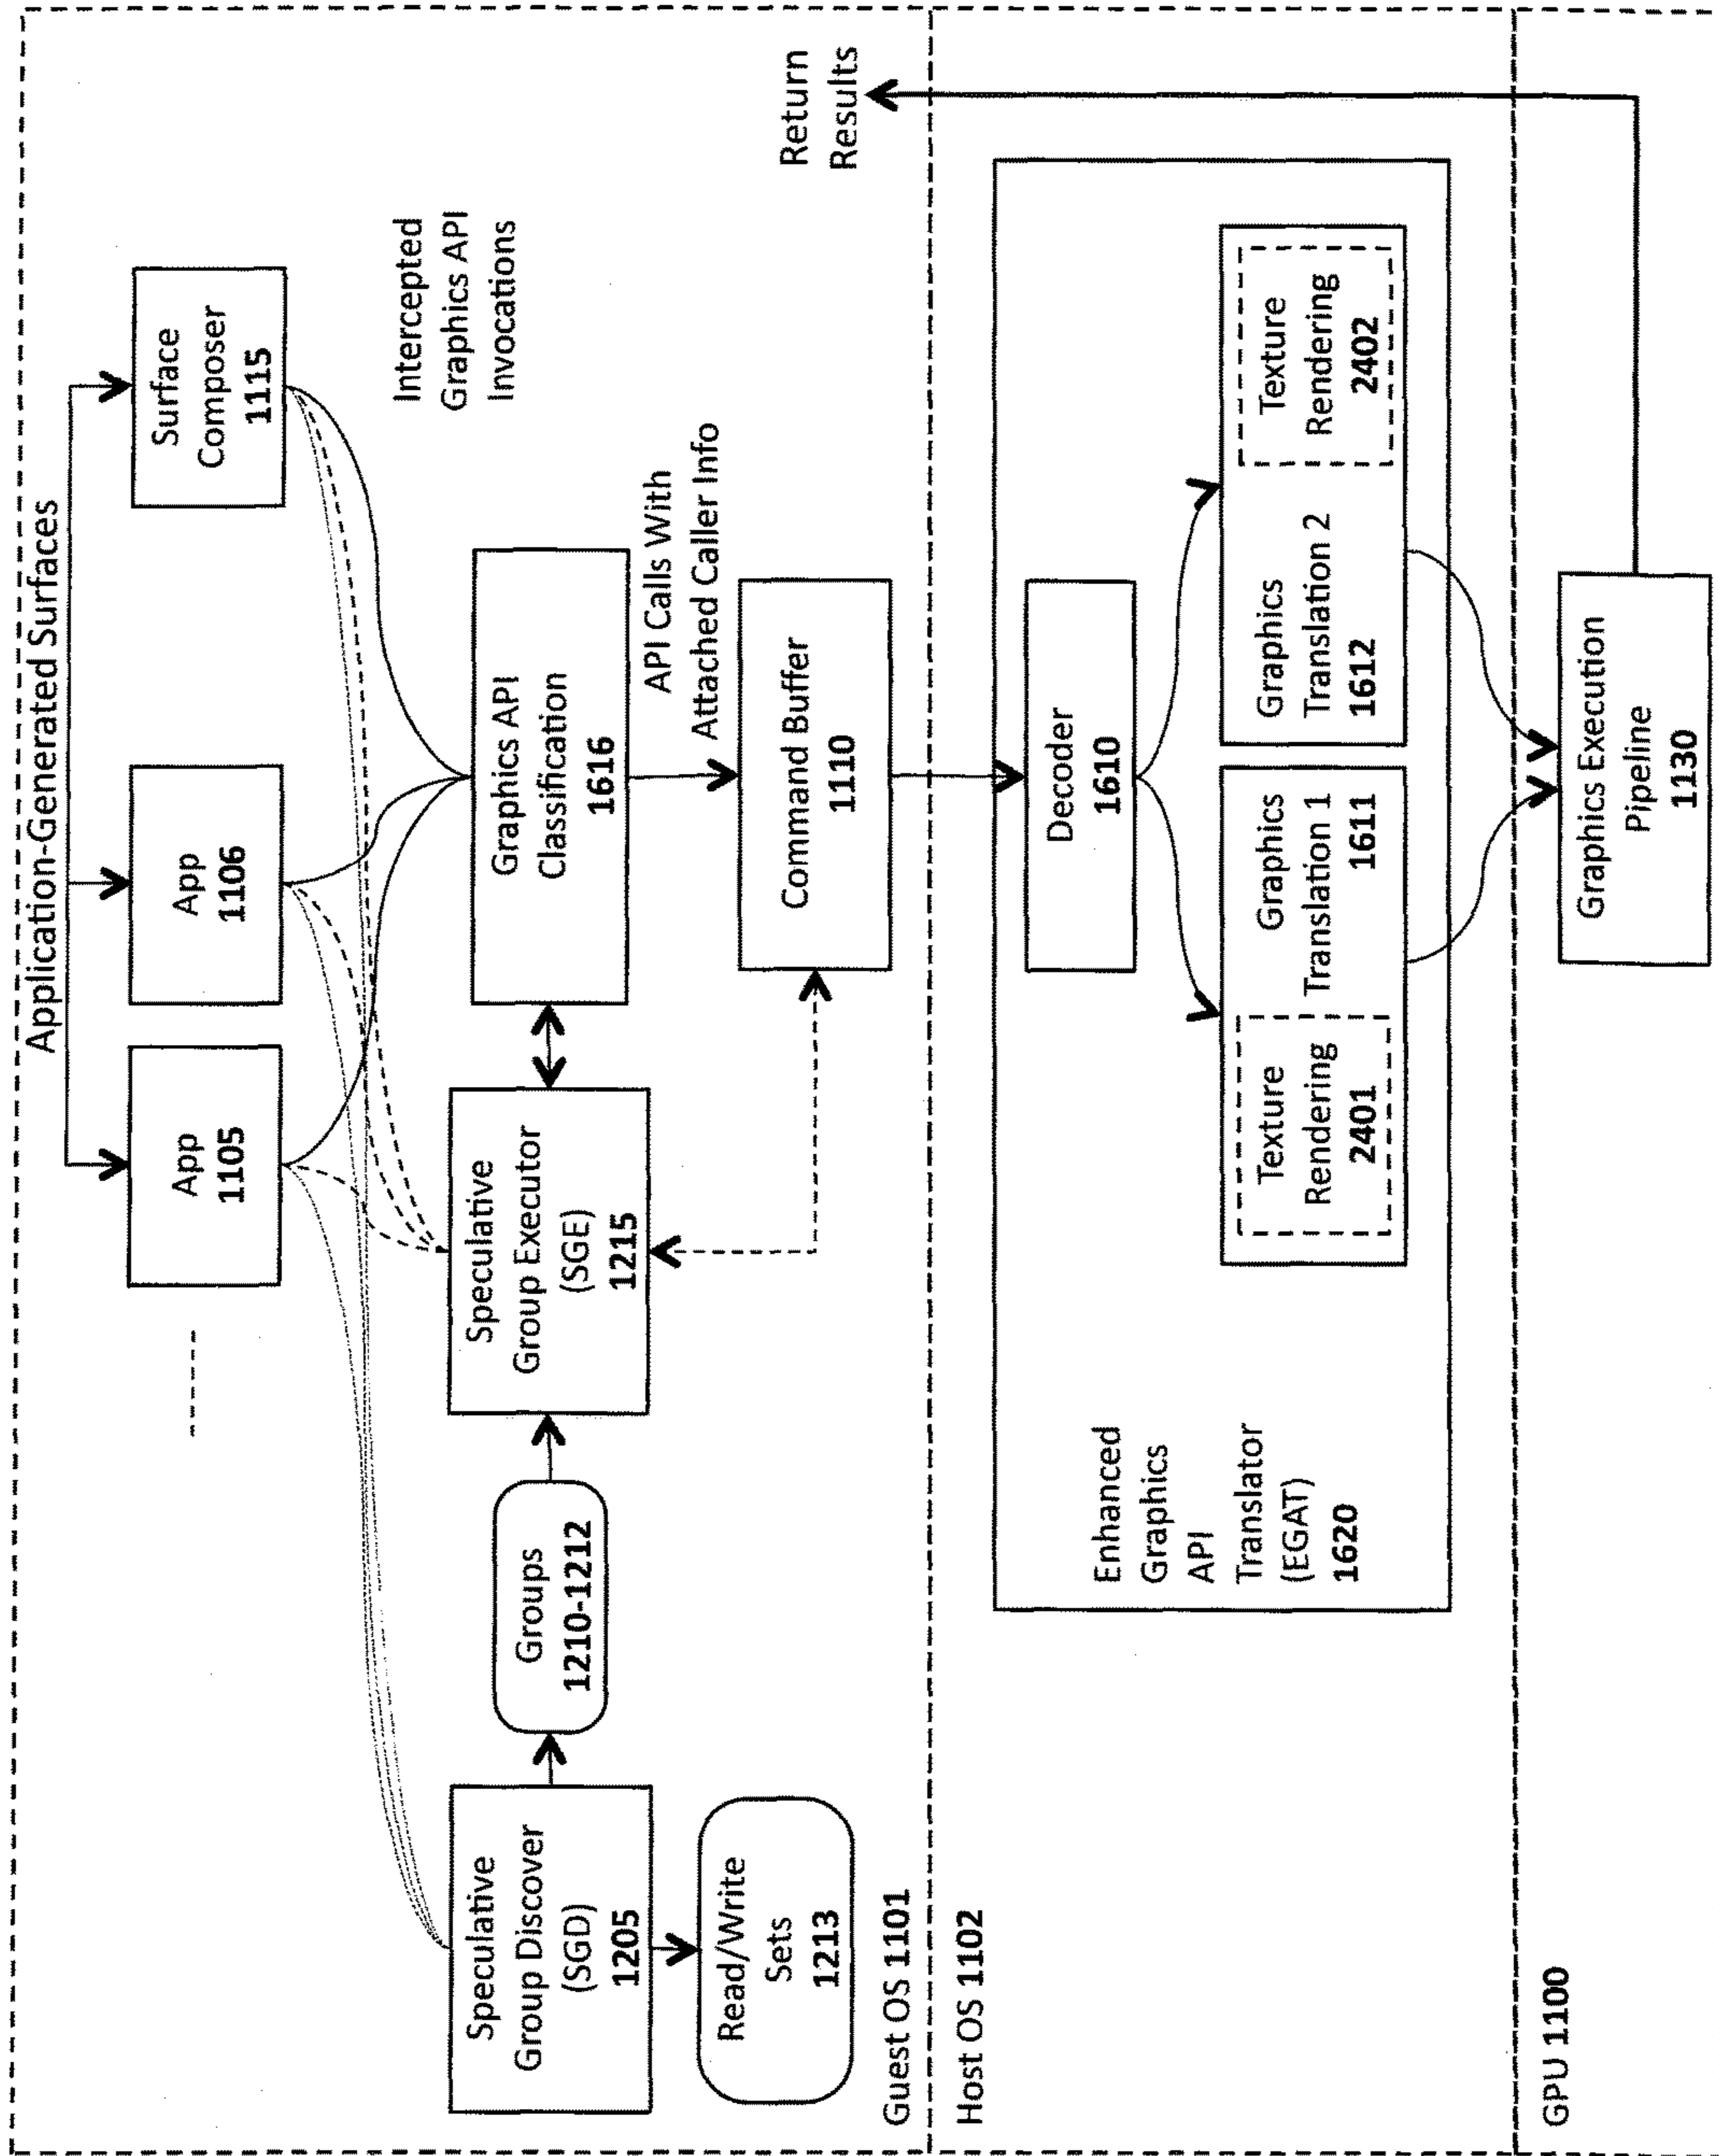 Application-Generated Surfaces
App
1105
App
1106
Surface
Composer
1115
Intercepted
Graphics API
Invocations
Speculative
Group Discover
(SGD)
1205
Groups
1210-1212
Speculative
Group Executor
(SGE)
1215
Graphics API
Classification
1616
API Calls With
Attached Caller Info
Read/Write
Sets
1213
Command Buffer
1110
Return
Results
Guest OS 1101
Host OS 1102
Enhanced
Graphics
API
Translator
(EGAT)
1620
Decoder
1610
Texture
Rendering
2401
Graphics
Translation 1
1611
Graphics
Translation 2
1612
Texture
Rendering
2402
GPU 1100
Graphics Execution
Pipeline
1130